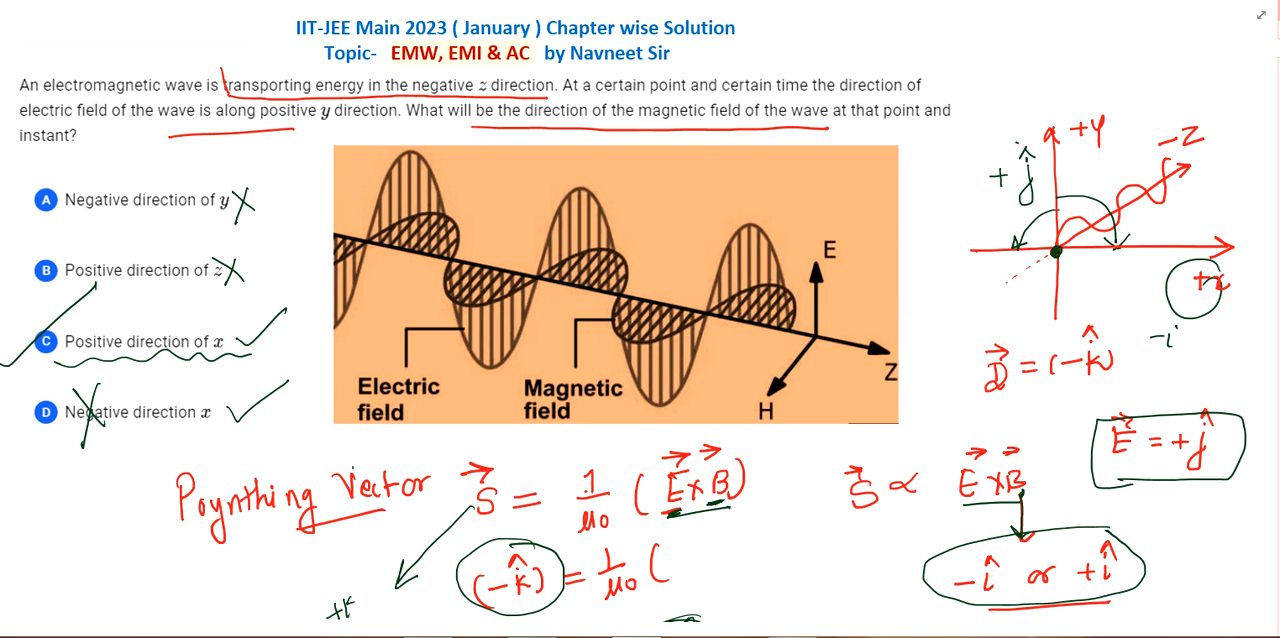 IIT-JEE Main 2023 ( January ) Chapter wise Solution
Topic- EMW, EMI & AC by Navneet Sir
An electromagnetic wave is transporting energy in the negative z direction. At a certain point and certain time the direction of
electric field of the wave is along positive y direction. What will be the direction of the magnetic field of the wave at that point and
instant?
A Negative direction of y
B Positive direction of z
C Positive direction of x
D Negative direction x
E
Z
H
Electric
field
Magnetic
field
+y
-z
+ĵ
+x
-i
D⃗ = (-k̂)
E⃗ = +ĵ
Poynthing Vector S⃗ = 1/μ0 (E⃗ × B⃗)
S⃗ ∝ E⃗ × B⃗
(-k̂) = 1/μ0 (
-î or +î
+k